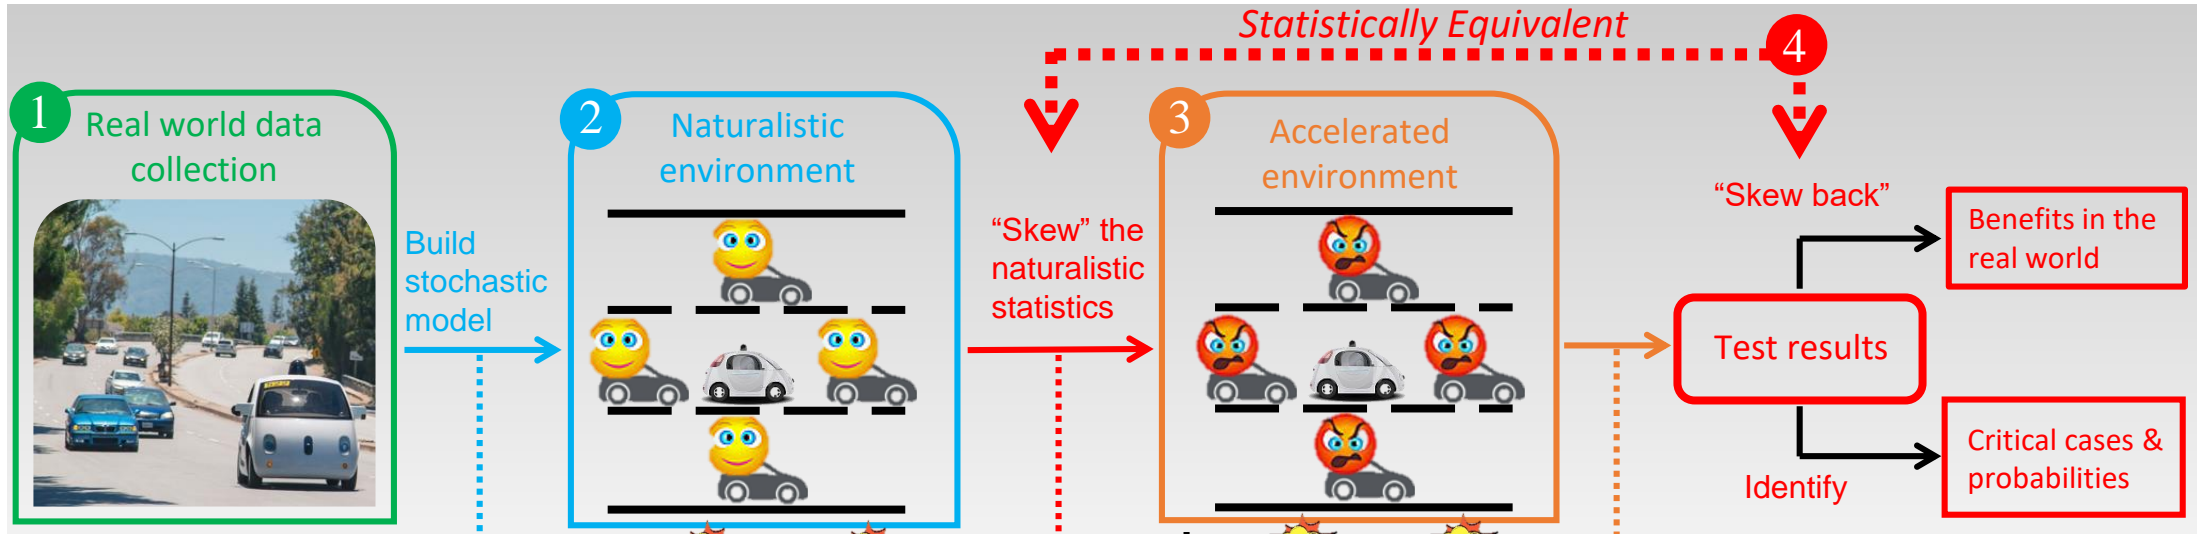 Statistically Equivalent
4
1
Real world data
collection
Build
stochastic
model
2
Naturalistic
environment
“Skew” the
naturalistic
statistics
3
Accelerated
environment
“Skew back”
Benefits in the
real world
Test results
Identify
Critical cases &
probabilities